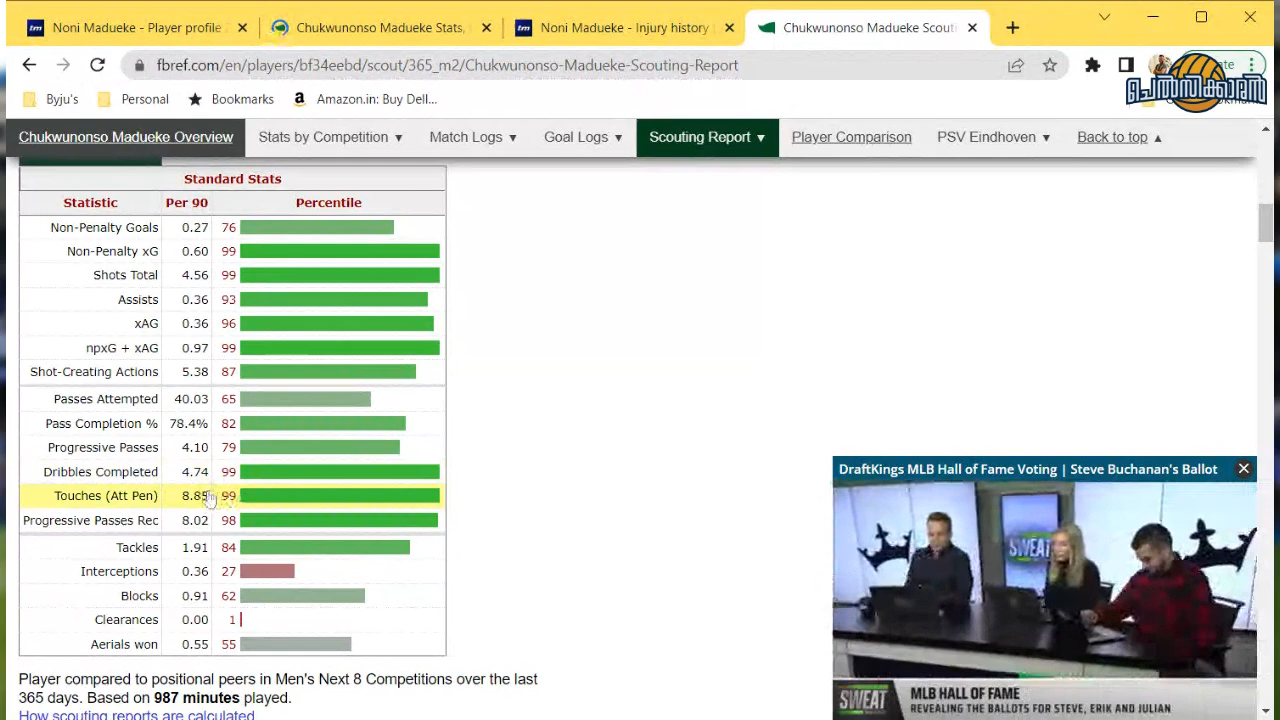 Noni Madueke - Player profile
Chukwunonso Madueke Stats,
Noni Madueke - Injury history
Chukwunonso Madueke Scout
fbref.com/en/players/bf34eebd/scout/365_m2/Chukwunonso-Madueke-Scouting-Report
Byju's
Personal
Bookmarks
Amazon.in: Buy Dell...
ചെൽസിക്കാരൻ
Chukwunonso Madueke Overview
Stats by Competition
Match Logs
Goal Logs
Scouting Report
Player Comparison
PSV Eindhoven
Back to top
Standard Stats
Statistic Per 90 Percentile
Non-Penalty Goals 0.27 76
Non-Penalty xG 0.60 99
Shots Total 4.56 99
Assists 0.36 93
xAG 0.36 96
npxG + xAG 0.97 99
Shot-Creating Actions 5.38 87
Passes Attempted 40.03 65
Pass Completion % 78.4% 82
Progressive Passes 4.10 79
Dribbles Completed 4.74 99
Touches (Att Pen) 8.85 99
Progressive Passes Rec 8.02 98
Tackles 1.91 84
Interceptions 0.36 27
Blocks 0.91 62
Clearances 0.00 1
Aerials won 0.55 55
Player compared to positional peers in Men's Next 8 Competitions over the last
365 days. Based on 987 minutes played.
How scouting reports are calculated
DraftKings MLB Hall of Fame Voting | Steve Buchanan's Ballot
SWEAT
SWEAT
MLB HALL OF FAME
REVEALING THE BALLOTS FOR STEVE, ERIK AND JULIAN